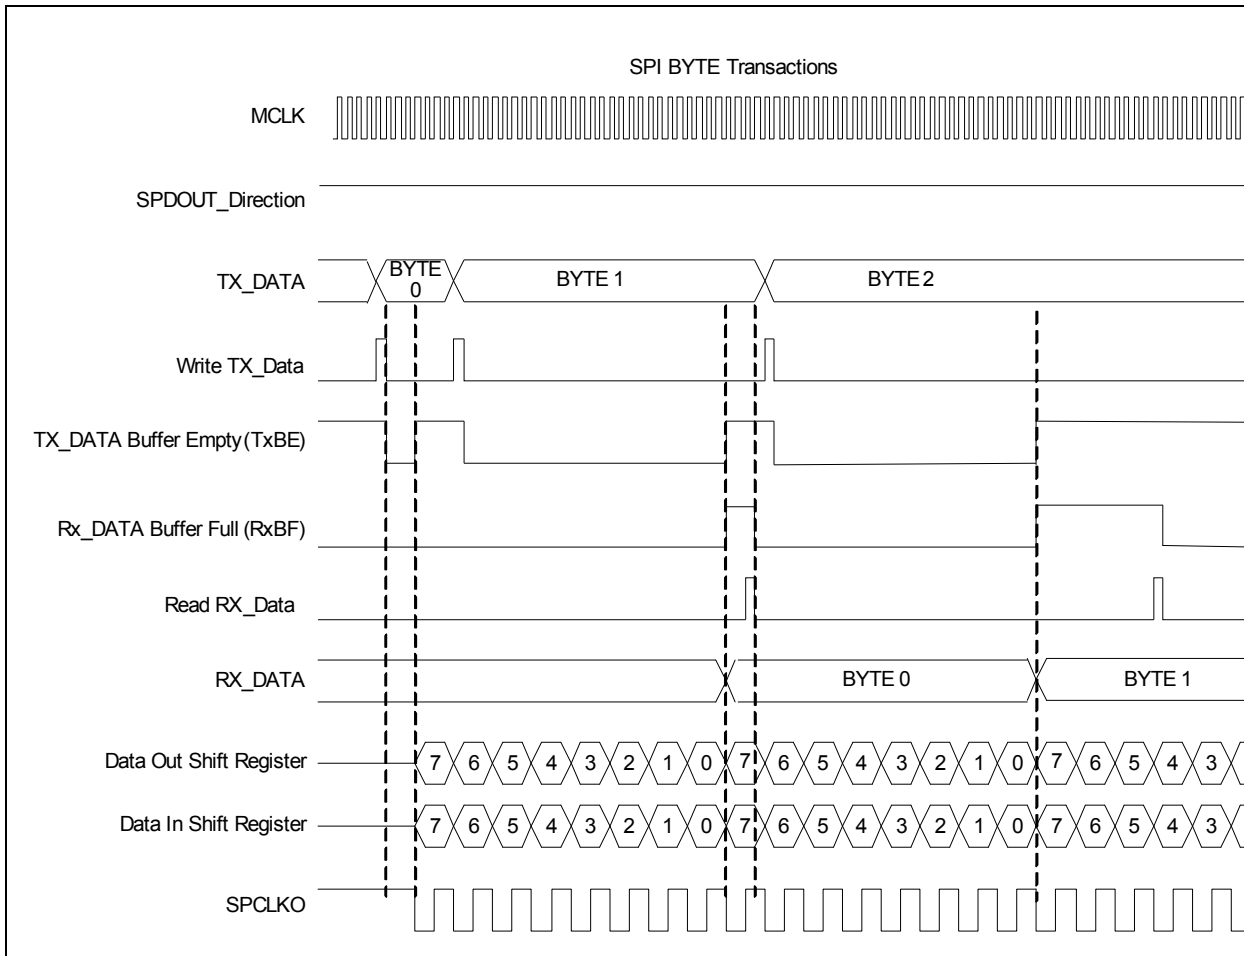 SPI BYTE Transactions
MCLK
SPDOUT_Direction
TX_DATA
BYTE
0
BYTE 1
BYTE 2
Write TX_Data
TX_DATA Buffer Empty (TxBE)
Rx_DATA Buffer Full (RxBF)
Read RX_Data
RX_DATA
BYTE 0
BYTE 1
Data Out Shift Register
7 6 5 4 3 2 1 0 7 6 5 4 3 2 1 0 7 6 5 4 3
Data In Shift Register
7 6 5 4 3 2 1 0 7 6 5 4 3 2 1 0 7 6 5 4 3
SPCLKO